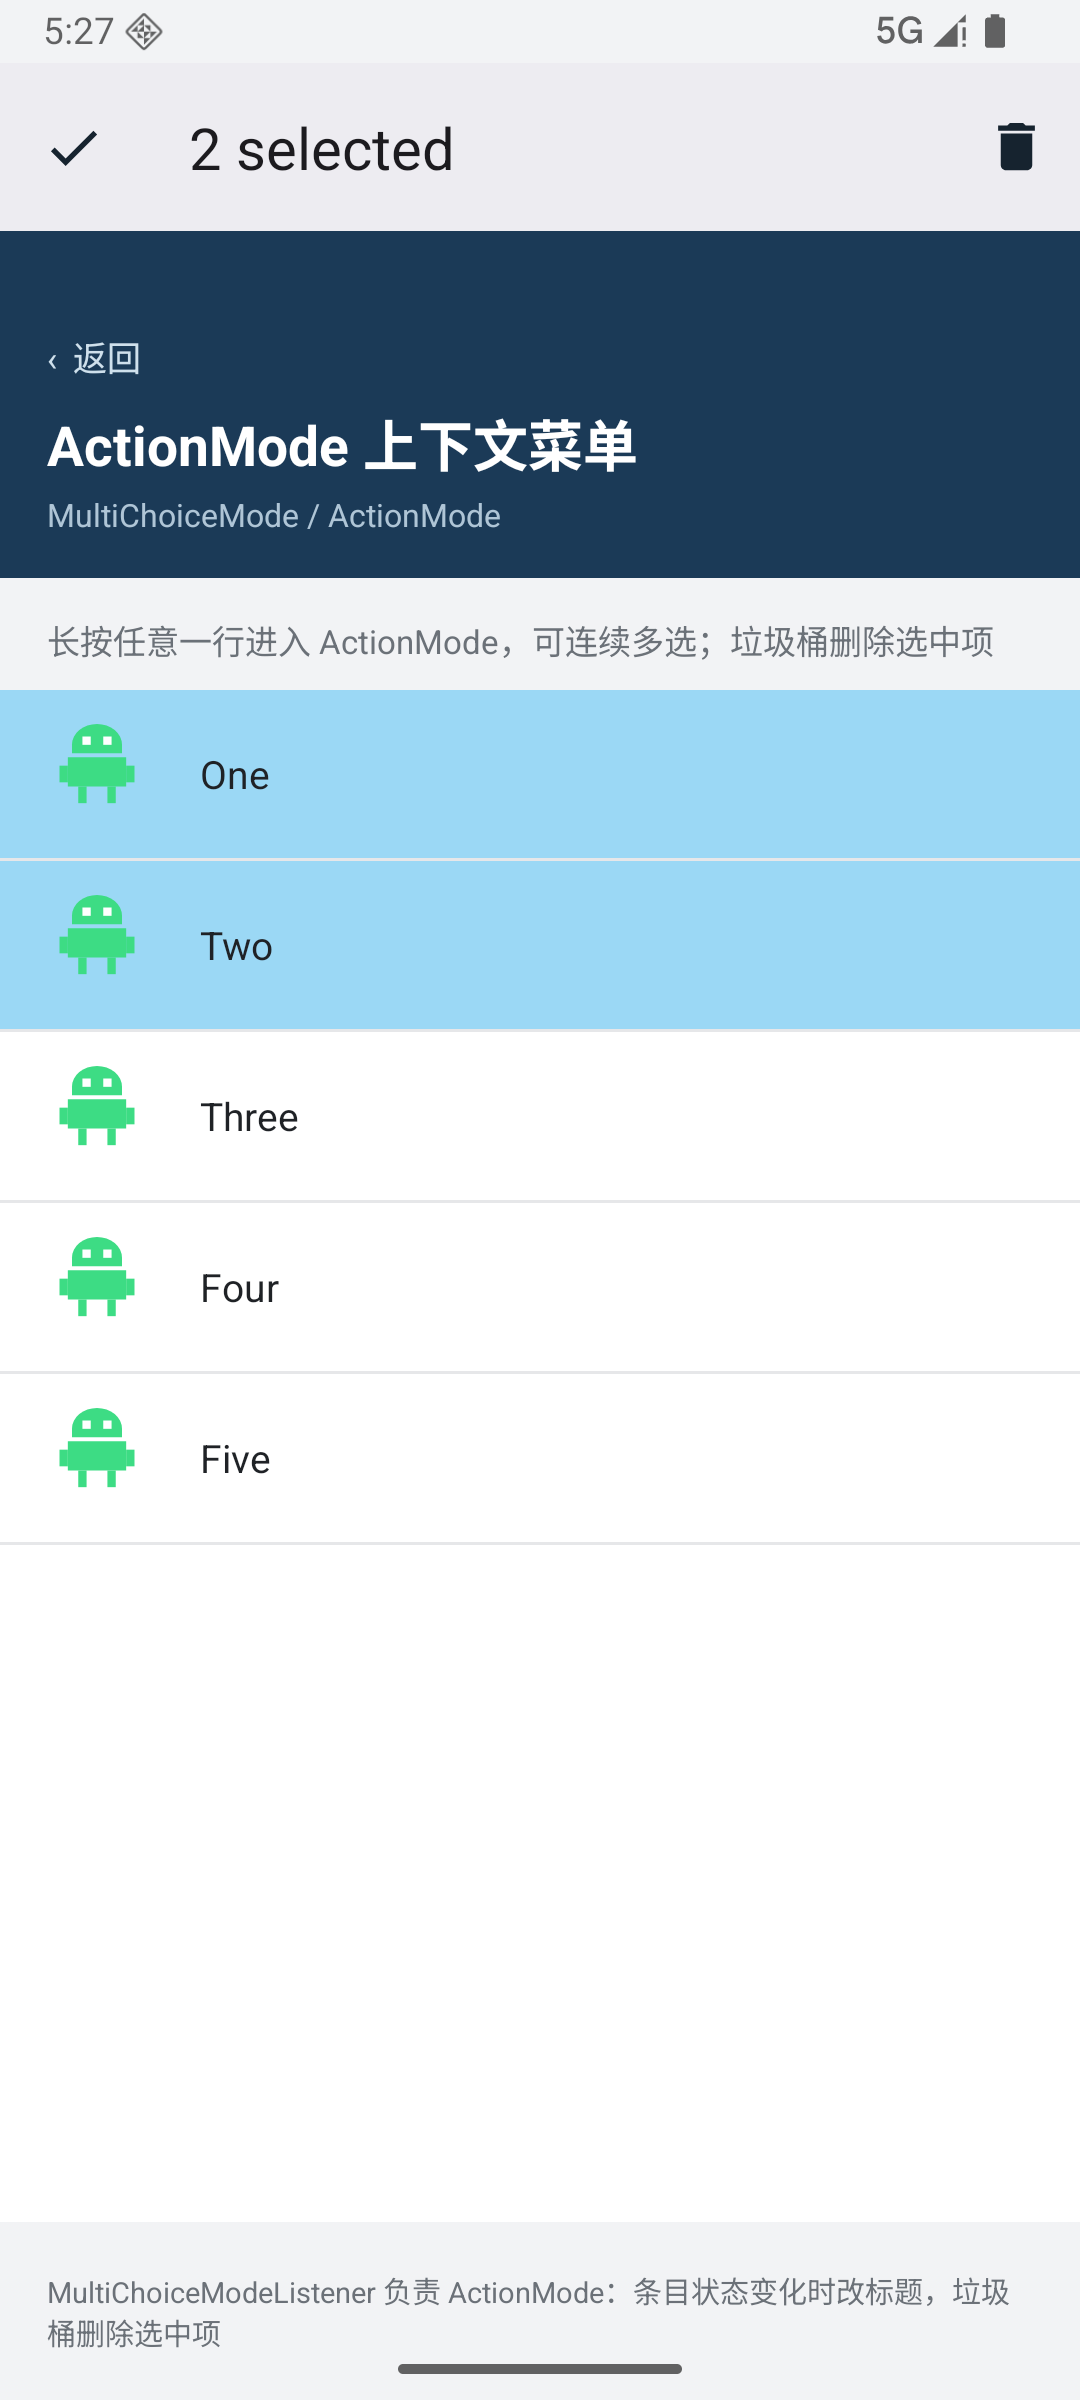 5:27
5G
2 selected
‹ 返回
ActionMode 上下文菜单
MultiChoiceMode / ActionMode
长按任意一行进入 ActionMode，可连续多选；垃圾桶删除选中项
One
Two
Three
Four
Five
MultiChoiceModeListener 负责 ActionMode：条目状态变化时改标题，垃圾
桶删除选中项